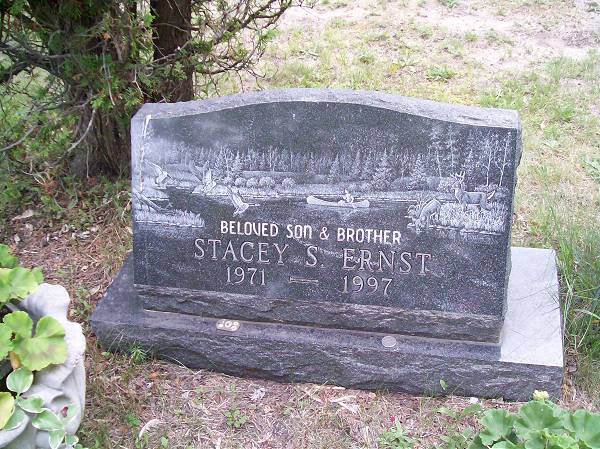 BELOVED SON & BROTHER
STACEY S. ERNST
1971 — 1997